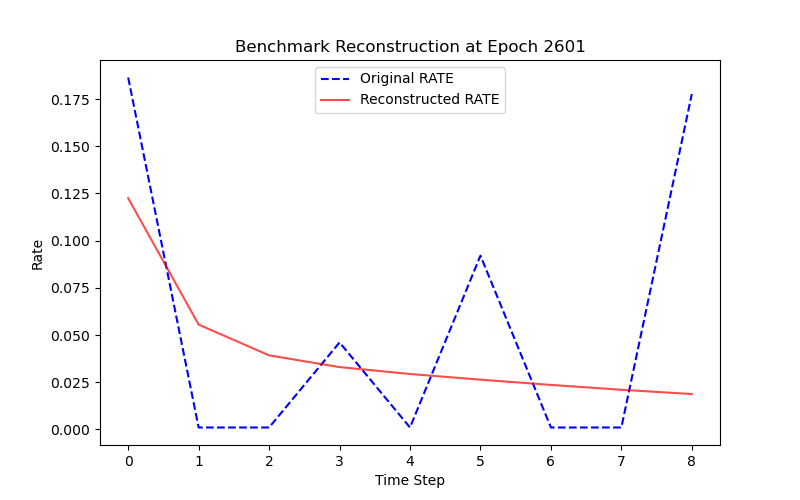 Benchmark Reconstruction at Epoch 2601
Original RATE
Reconstructed RATE
0.175
0.150
0.125
0.100
0.075
0.050
0.025
0.000
Rate
0 1 2 3 4 5 6 7 8
Time Step